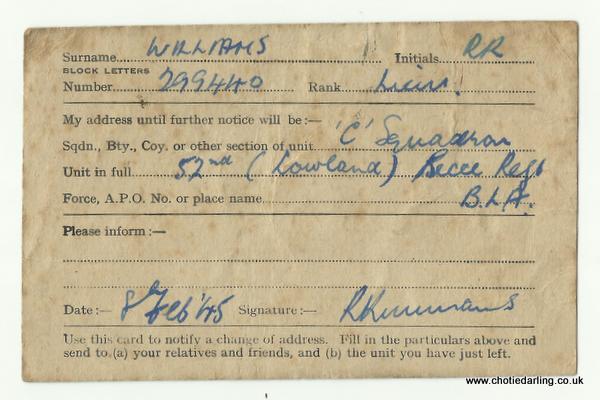 Surname WILLIAMS Initials RR
BLOCK LETTERS
Number 299440 Rank Lieut.
My address until further notice will be :—
Sqdn., Bty., Coy. or other section of unit 'C' Squadron
Unit in full 52nd (Lowland) Recce Regt
Force, A.P.O. No. or place name B.L.A.
Please inform :—
Date :— 8 Feb '45 Signature :— RRWilliams
Use this card to notify a change of address. Fill in the particulars above and
send to (a) your relatives and friends, and (b) the unit you have just left.
www.chotiedarling.co.uk